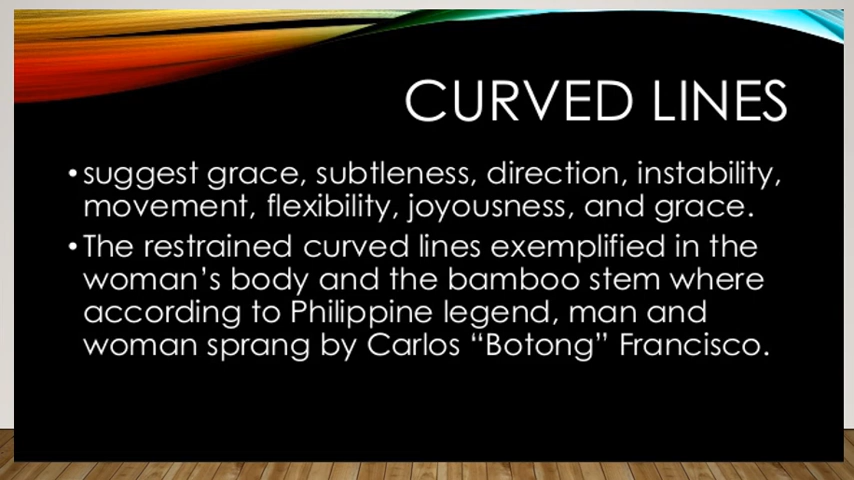 CURVED LINES
•suggest grace, subtleness, direction, instability,
movement, flexibility, joyousness, and grace.
•The restrained curved lines exemplified in the
woman’s body and the bamboo stem where
according to Philippine legend, man and
woman sprang by Carlos “Botong” Francisco.